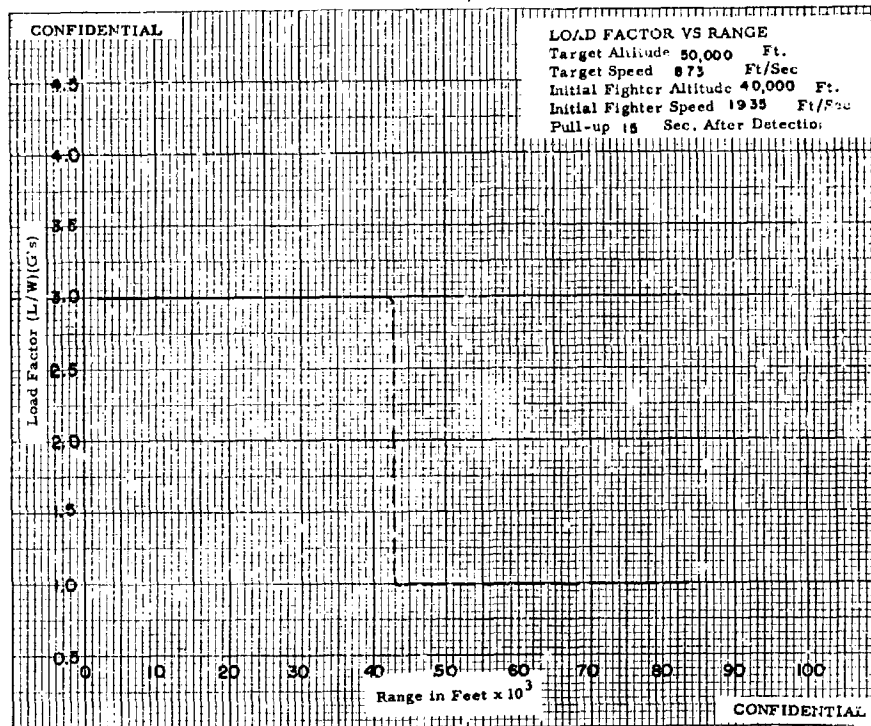 CONFIDENTIAL
LOAD FACTOR VS RANGE
Target Altitude 50,000 Ft.
Target Speed 873 Ft/Sec
Initial Fighter Altitude 40,000 Ft.
Initial Fighter Speed 1935 Ft/Sec
Pull-up 15 Sec. After Detection
Load Factor (L/W)(G's)
4.5
4.0
3.5
3.0
2.5
2.0
1.5
1.0
0.5
0 10 20 30 40 50 60 70 80 90 100
Range in Feet x 10³
CONFIDENTIAL